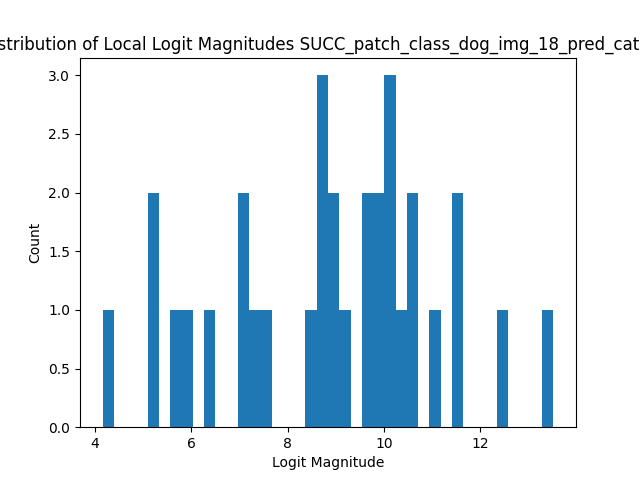 stribution of Local Logit Magnitudes SUCC_patch_class_dog_img_18_pred_cat
3.0
2.5
2.0
1.5
1.0
0.5
0.0
Count
4 6 8 10 12
Logit Magnitude